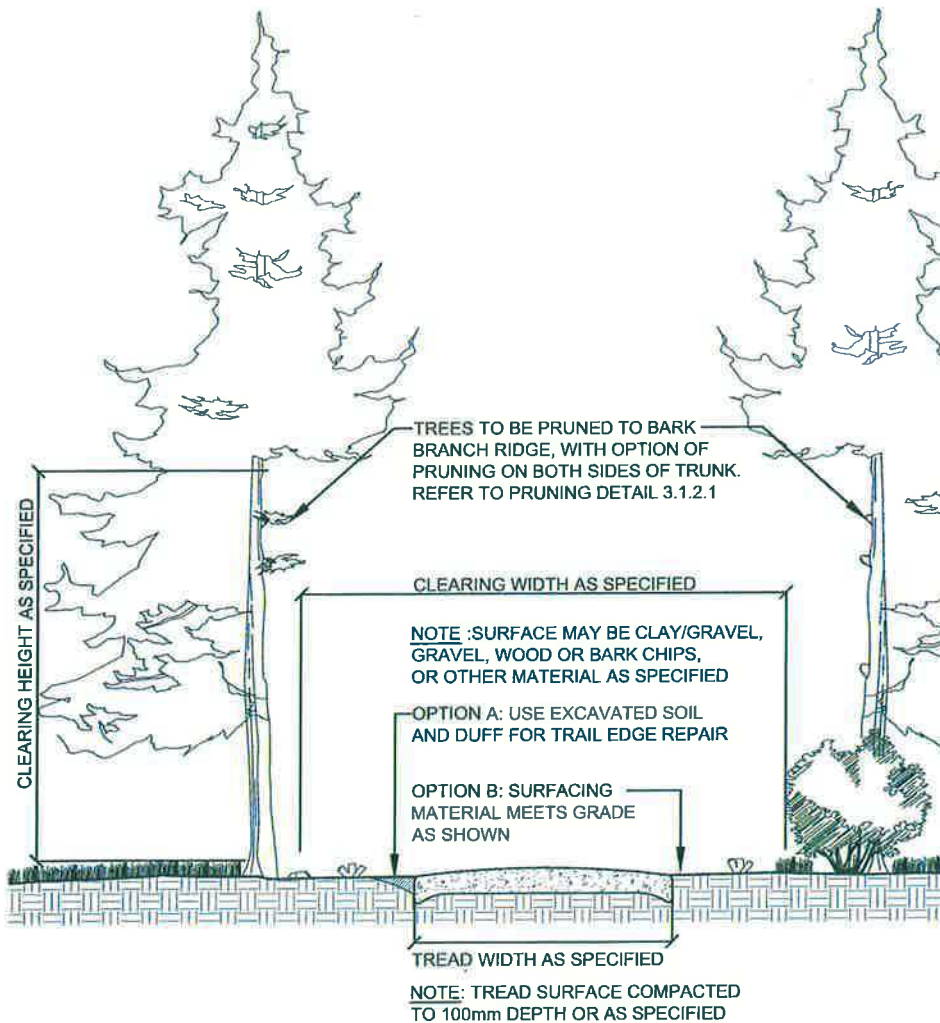 TREES TO BE PRUNED TO BARK
BRANCH RIDGE, WITH OPTION OF
PRUNING ON BOTH SIDES OF TRUNK.
REFER TO PRUNING DETAIL 3.1.2.1
CLEARING HEIGHT AS SPECIFIED
CLEARING WIDTH AS SPECIFIED
NOTE :SURFACE MAY BE CLAY/GRAVEL,
GRAVEL, WOOD OR BARK CHIPS,
OR OTHER MATERIAL AS SPECIFIED
OPTION A: USE EXCAVATED SOIL
AND DUFF FOR TRAIL EDGE REPAIR
OPTION B: SURFACING
MATERIAL MEETS GRADE
AS SHOWN
TREAD WIDTH AS SPECIFIED
NOTE: TREAD SURFACE COMPACTED
TO 100mm DEPTH OR AS SPECIFIED